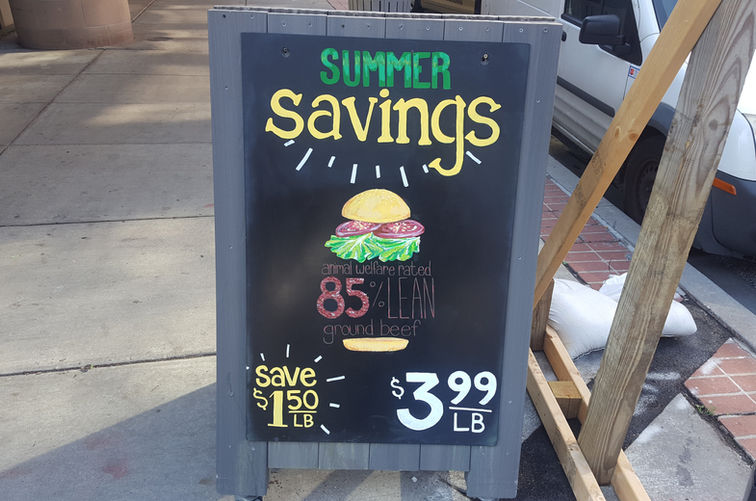 SUMMER
savings
animal welfare rated
85% LEAN
ground beef
save
$1 50 LB
$3 99 LB